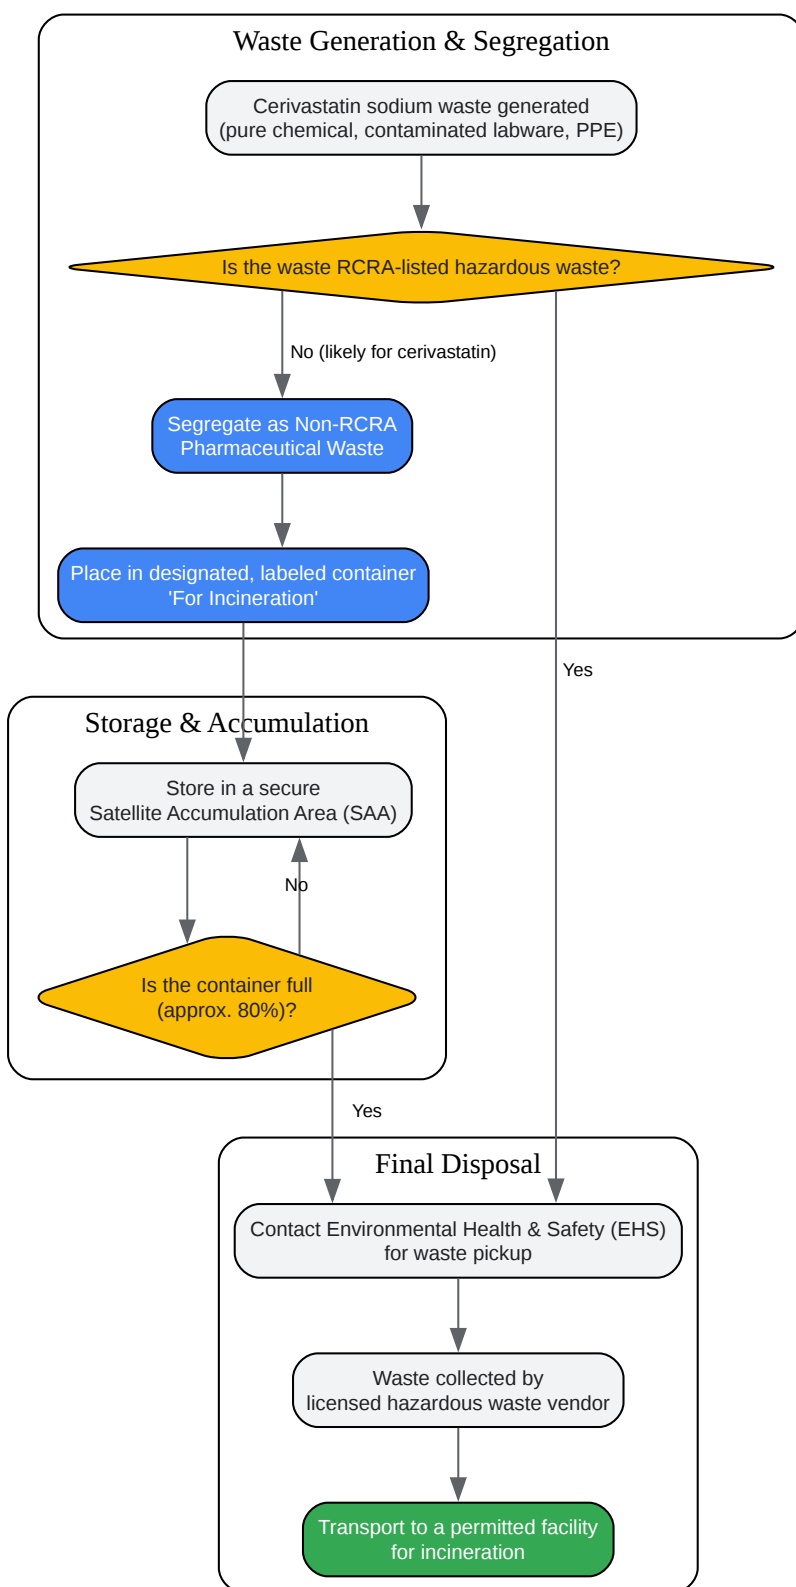 Waste Generation & Segregation
Cerivastatin sodium waste generated
(pure chemical, contaminated labware, PPE)
Is the waste RCRA-listed hazardous waste?
No (likely for cerivastatin)
Segregate as Non-RCRA
Pharmaceutical Waste
Place in designated, labeled container
'For Incineration'
Yes
Storage & Accumulation
Store in a secure
Satellite Accumulation Area (SAA)
No
Is the container full
(approx. 80%)?
Yes
Final Disposal
Contact Environmental Health & Safety (EHS)
for waste pickup
Waste collected by
licensed hazardous waste vendor
Transport to a permitted facility
for incineration